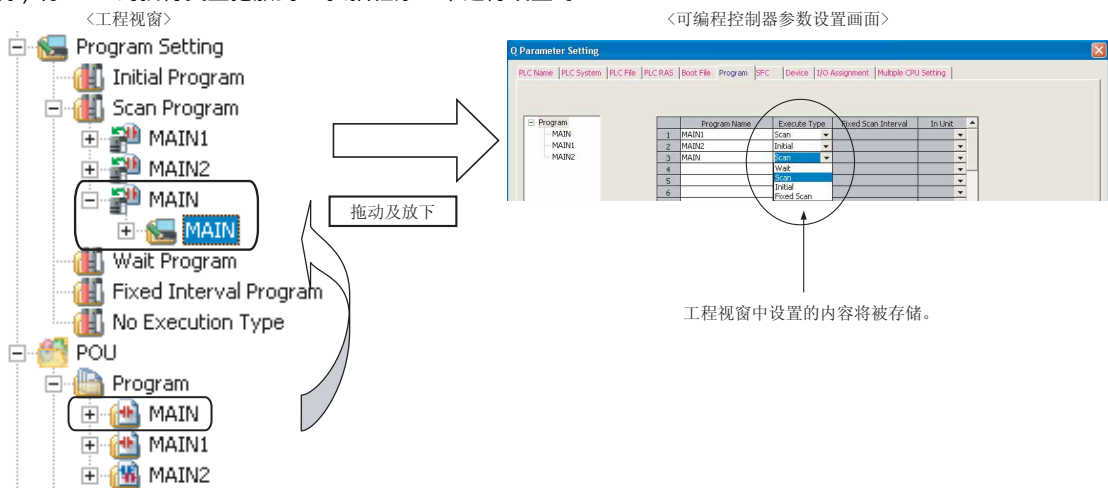 〈工程视窗〉
Program Setting
Initial Program
Scan Program
MAIN1
MAIN2
MAIN
MAIN
Wait Program
Fixed Interval Program
No Execution Type
POU
Program
MAIN
MAIN1
MAIN2
拖动及放下
〈可编程控制器参数设置画面〉
Q Parameter Setting
PLC Name PLC System PLC File PLC RAS Boot File Program SFC Device I/O Assignment Multiple CPU Setting
Program
MAIN
MAIN1
MAIN2
Program Name Execute Type Fixed Scan Interval In Unit
1 MAIN1 Scan
2 MAIN2 Initial
3 MAIN Scan
4 Wait
5 Scan
Initial
6 Fixed Scan
工程视窗中设置的内容将被存储。